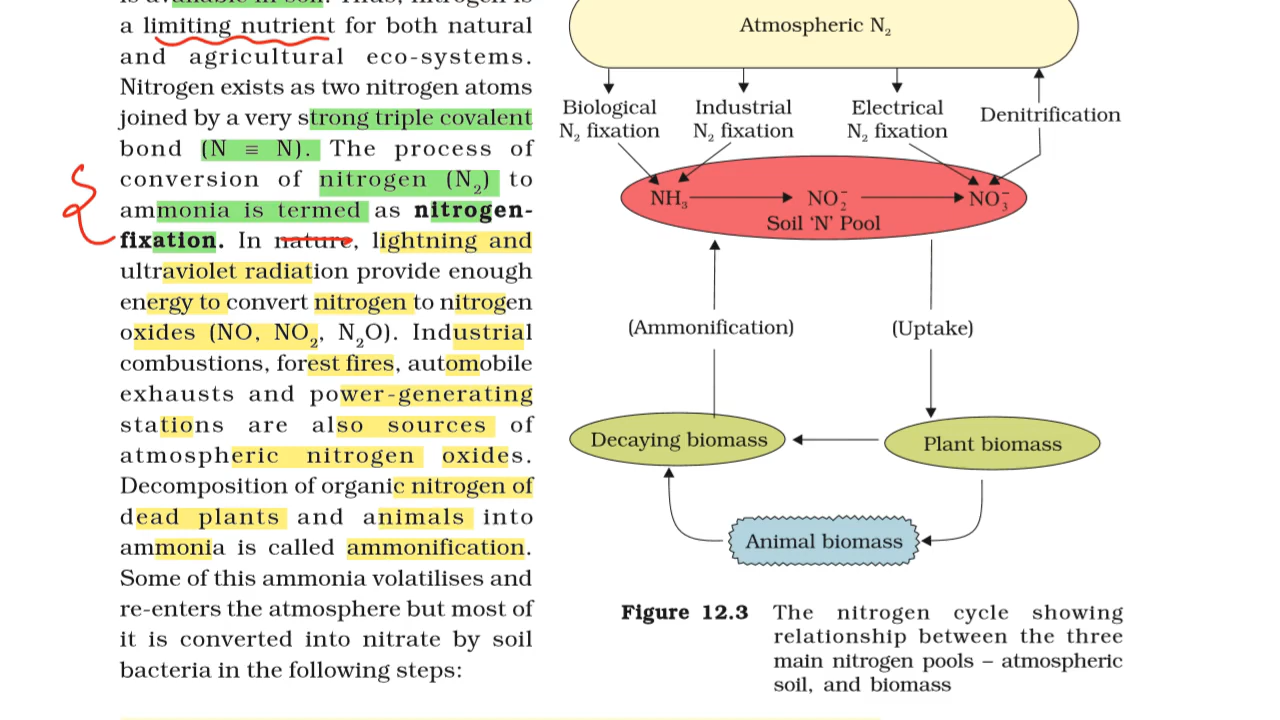 is available in soil. Thus, nitrogen is
a limiting nutrient for both natural
and agricultural eco-systems.
Nitrogen exists as two nitrogen atoms
joined by a very strong triple covalent
bond (N ≡ N). The process of
conversion of nitrogen (N₂) to
ammonia is termed as nitrogen-
fixation. In nature, lightning and
ultraviolet radiation provide enough
energy to convert nitrogen to nitrogen
oxides (NO, NO₂, N₂O). Industrial
combustions, forest fires, automobile
exhausts and power-generating
stations are also sources of
atmospheric nitrogen oxides.
Decomposition of organic nitrogen of
dead plants and animals into
ammonia is called ammonification.
Some of this ammonia volatilises and
re-enters the atmosphere but most of
it is converted into nitrate by soil
bacteria in the following steps:
Atmospheric N₂
Biological
N₂ fixation
Industrial
N₂ fixation
Electrical
N₂ fixation
Denitrification
NH₃
NO₂⁻
NO₃⁻
Soil ‘N’ Pool
(Ammonification)
(Uptake)
Decaying biomass
Plant biomass
Animal biomass
Figure 12.3 The nitrogen cycle showing
relationship between the three
main nitrogen pools – atmospheric
soil, and biomass